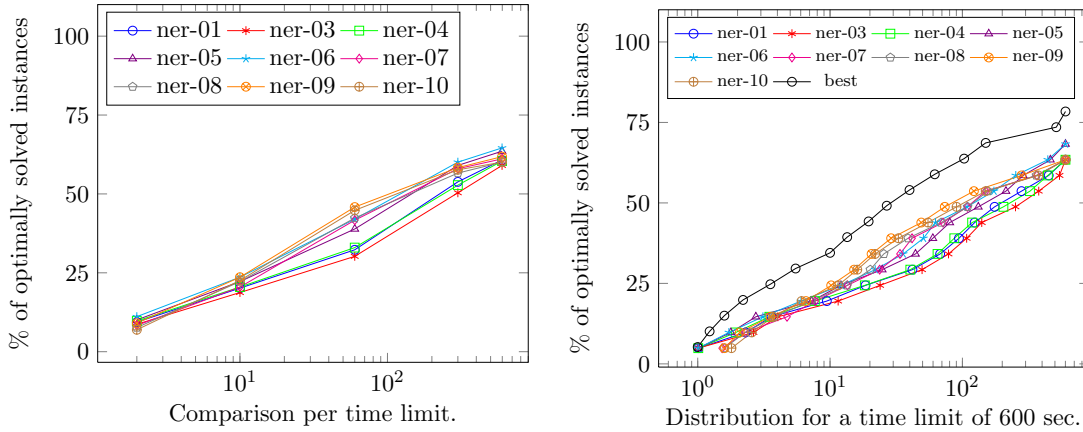 % of optimally solved instances
100
75
50
25
0
ner-01 ner-03 ner-04
ner-05 ner-06 ner-07
ner-08 ner-09 ner-10
10^1 10^2
Comparison per time limit.
% of optimally solved instances
100
75
50
25
0
ner-01 ner-03 ner-04 ner-05
ner-06 ner-07 ner-08 ner-09
ner-10 best
10^0 10^1 10^2
Distribution for a time limit of 600 sec.